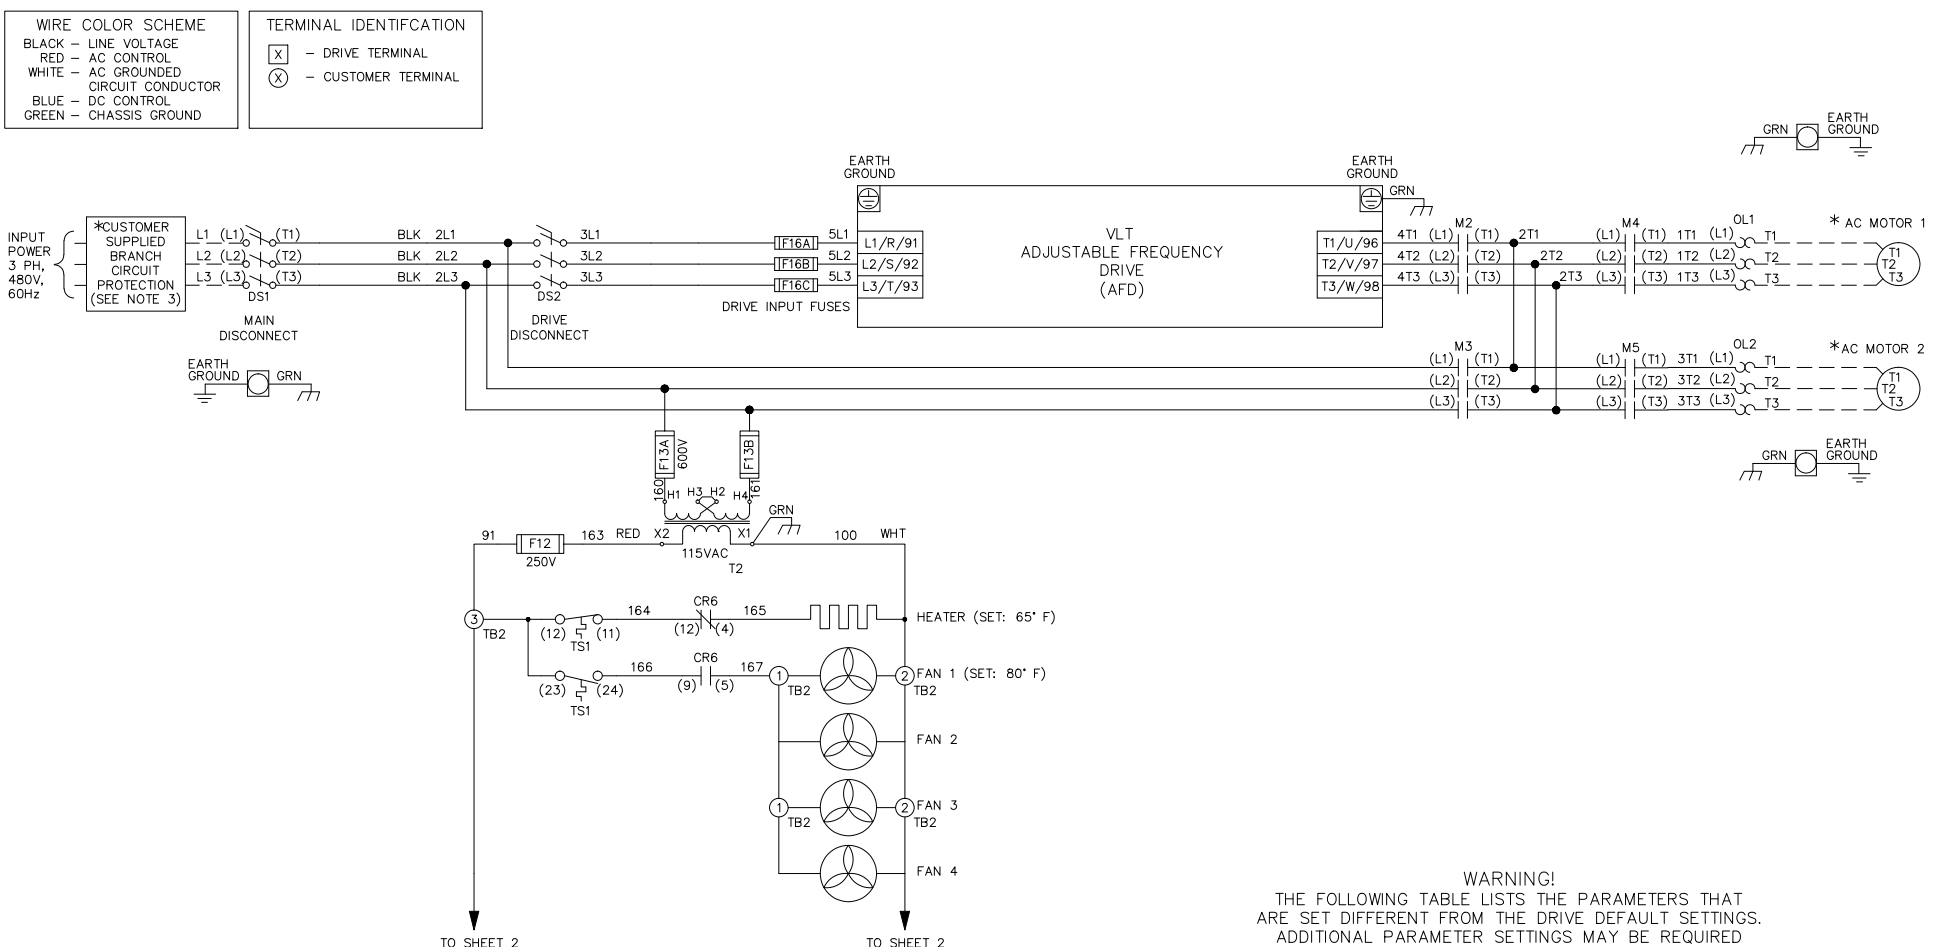 WIRE COLOR SCHEME
BLACK – LINE VOLTAGE
RED – AC CONTROL
WHITE – AC GROUNDED
CIRCUIT CONDUCTOR
BLUE – DC CONTROL
GREEN – CHASSIS GROUND
TERMINAL IDENTIFCATION
X – DRIVE TERMINAL
X – CUSTOMER TERMINAL
GRN
EARTH
GROUND
INPUT
POWER
3 PH,
480V,
60Hz
*CUSTOMER
SUPPLIED
BRANCH
CIRCUIT
PROTECTION
(SEE NOTE 3)
L1 (L1) (T1) BLK 2L1 3L1 F16A 5L1 L1/R/91
L2 (L2) (T2) BLK 2L2 3L2 F16B 5L2 L2/S/92
L3 (L3) (T3) BLK 2L3 3L3 F16C 5L3 L3/T/93
DS1
MAIN
DISCONNECT
DS2
DRIVE
DISCONNECT
DRIVE INPUT FUSES
EARTH
GROUND
VLT
ADJUSTABLE FREQUENCY
DRIVE
(AFD)
EARTH
GROUND
GRN
M2 M4 OL1 * AC MOTOR 1
T1/U/96 4T1 (L1) (T1) 2T1 (L1) (T1) 1T1 (L1) T1 T1
T2/V/97 4T2 (L2) (T2) 2T2 (L2) (T2) 1T2 (L2) T2 T2
T3/W/98 4T3 (L3) (T3) 2T3 (L3) (T3) 1T3 (L3) T3 T3
EARTH
GROUND GRN
M3 M5 OL2 *AC MOTOR 2
(L1) (T1) (L1) (T1) 3T1 (L1) T1 T1
(L2) (T2) (L2) (T2) 3T2 (L2) T2 T2
(L3) (T3) (L3) (T3) 3T3 (L3) T3 T3
GRN
EARTH
GROUND
F13A
600V
F13B
160
161
H1 H3 H2 H4
GRN
91 F12 163 RED X2 X1 100 WHT
250V
115VAC
T2
3
TB2
164 CR6 165 HEATER (SET: 65° F)
(12) (11) (12) (4)
TS1
166 CR6 167 1 2 FAN 1 (SET: 80° F)
(23) (24) (9) (5) TB2 TB2
TS1
FAN 2
1 2 FAN 3
TB2 TB2
FAN 4
TO SHEET 2
TO SHEET 2
WARNING!
THE FOLLOWING TABLE LISTS THE PARAMETERS THAT
ARE SET DIFFERENT FROM THE DRIVE DEFAULT SETTINGS.
ADDITIONAL PARAMETER SETTINGS MAY BE REQUIRED